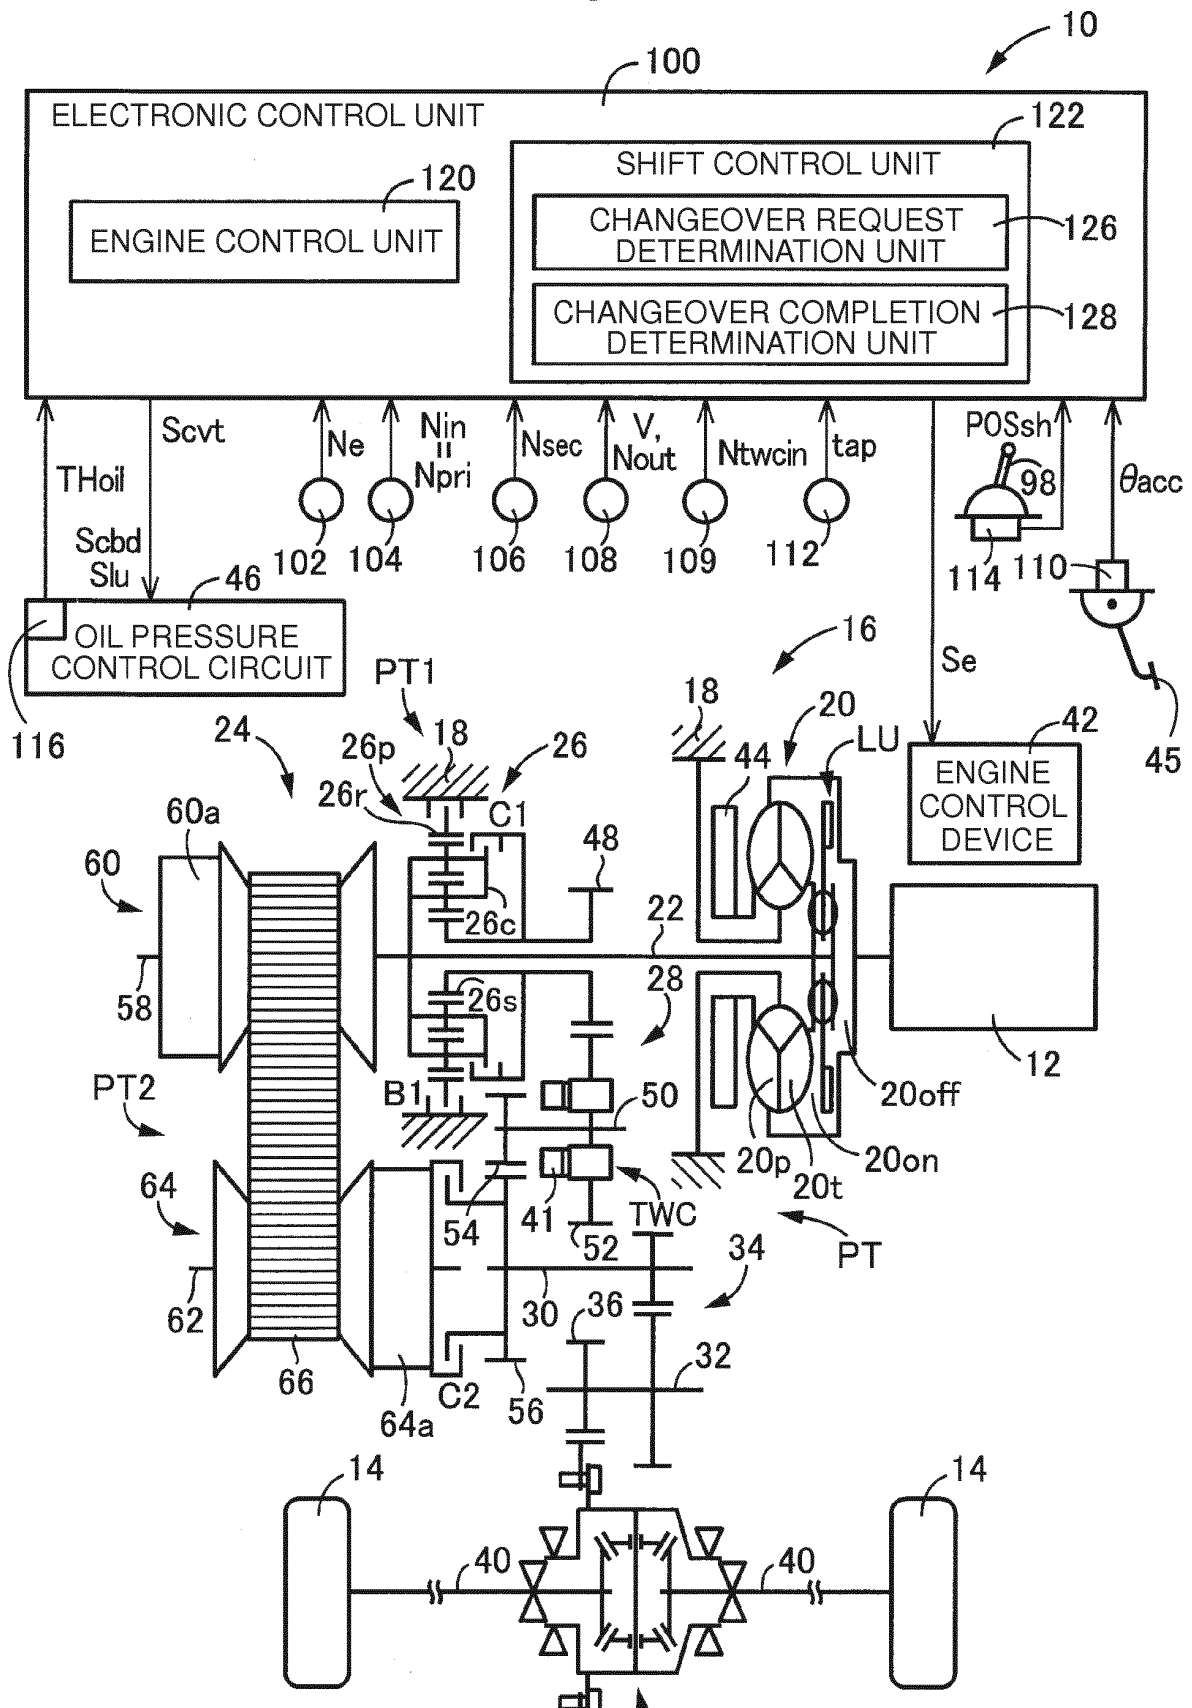 10
100
ELECTRONIC CONTROL UNIT
122
SHIFT CONTROL UNIT
120
ENGINE CONTROL UNIT
CHANGEOVER REQUEST
DETERMINATION UNIT
126
CHANGEOVER COMPLETION
DETERMINATION UNIT
128
THoil
Scvt
Scbd
Slu
Ne
Nin
=
Npri
Nsec
V,
Nout
Ntwcin
tap
POSsh
98
θacc
102
104
106
108
109
112
114
110
46
OIL PRESSURE
CONTROL CIRCUIT
116
Se
45
42
ENGINE
CONTROL
DEVICE
PT1
16
24
26p
18
26
18
20
LU
26r
C1
44
60a
60
48
26c
22
58
26s
28
12
PT2
B1
50
20off
20p
20t
20on
64
54
41
52
TWC
PT
62
30
36
34
66
32
64a
C2
56
14
14
40
40